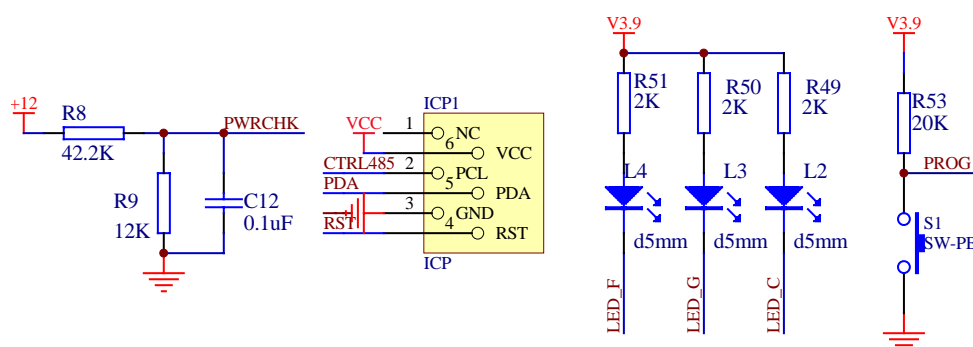 +12
R8
42.2K
PWRCHK
R9
12K
C12
0.1uF
ICP1
VCC
1
NC
6
VCC
CTRL485
2
PCL
PDA
5
PDA
3
GND
RST
4
RST
ICP
V3.9
R51
2K
R50
2K
R49
2K
L4
L3
L2
d5mm
d5mm
d5mm
LED_F
LED_G
LED_C
V3.9
R53
20K
PROG
S1
SW-PB